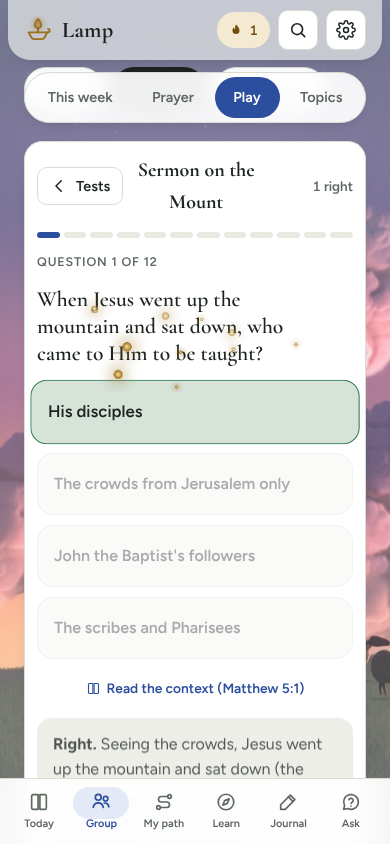 Lamp
1
This week
Prayer
Play
Topics
Tests
Sermon on the
Mount
1 right
QUESTION 1 OF 12
When Jesus went up the
mountain and sat down, who
came to Him to be taught?
His disciples
The crowds from Jerusalem only
John the Baptist's followers
The scribes and Pharisees
Read the context (Matthew 5:1)
Right. Seeing the crowds, Jesus went
up the mountain and sat down (the
Today
Group
My path
Learn
Journal
Ask